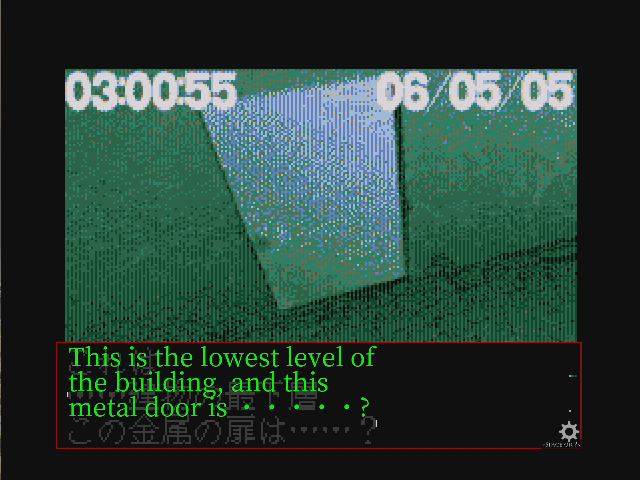 03:00:55 06/05/05
This is the lowest level of
the building, and this
metal door is ・・・・・?
この金属の扉は……?